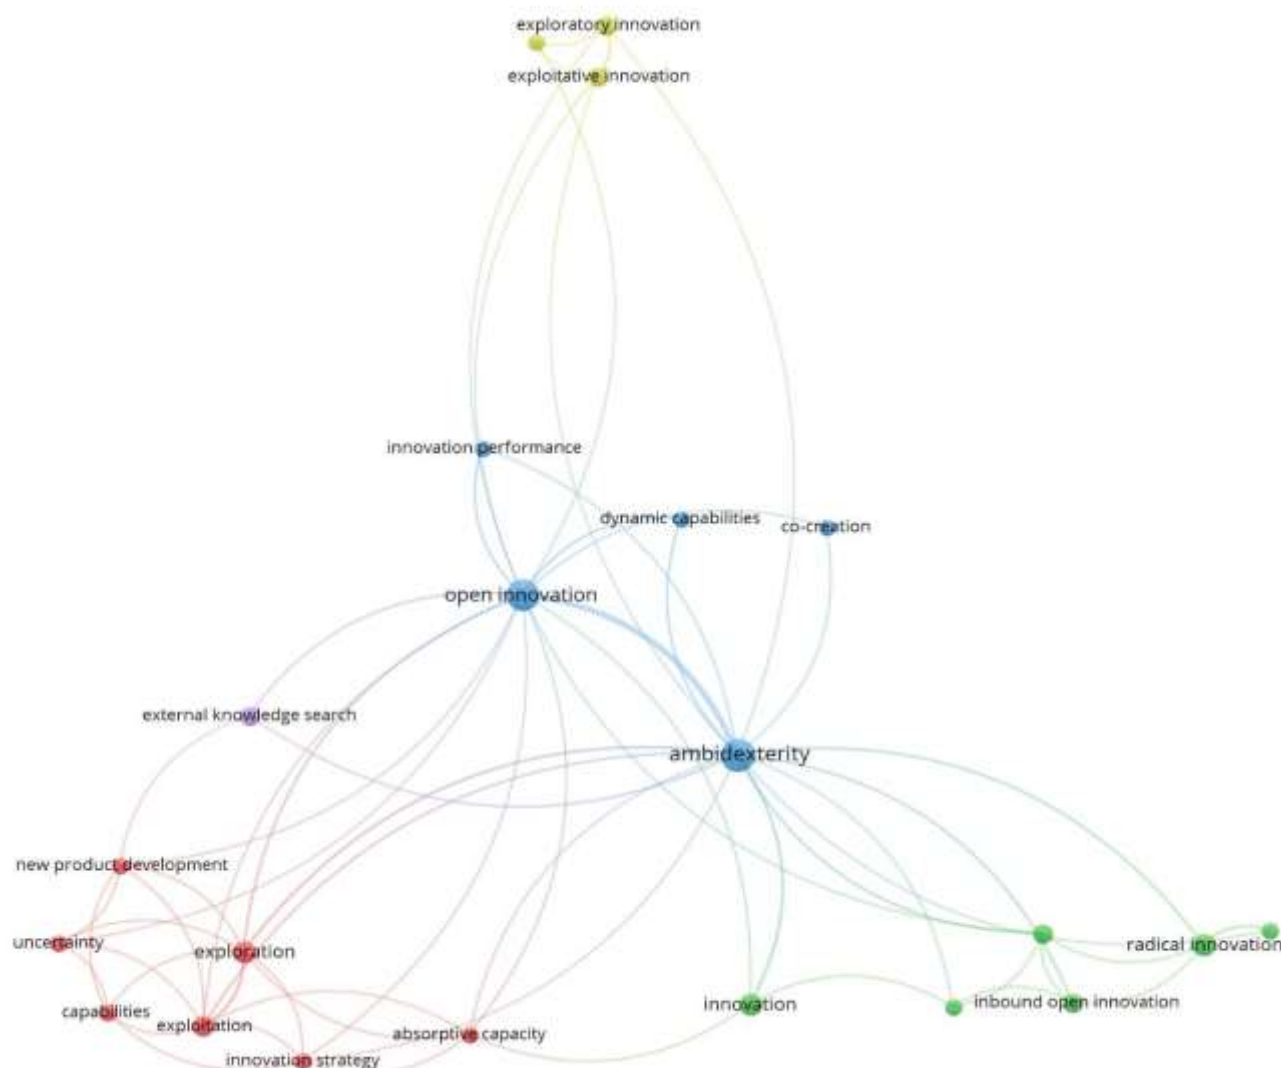 exploratory innovation
exploitative innovation
innovation performance
dynamic capabilities
co-creation
open innovation
external knowledge search
ambidexterity
new product development
uncertainty
exploration
radical innovation
capabilities
exploitation
innovation
inbound open innovation
absorptive capacity
innovation strategy